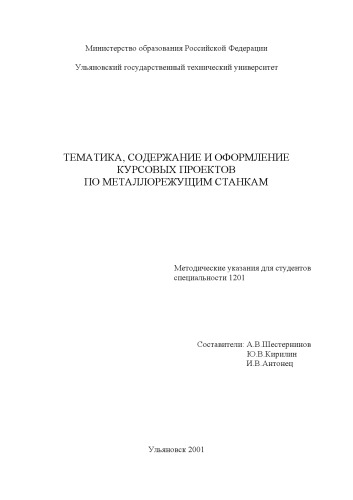 Министерство образования Российской Федерации
Ульяновский государственный технический университет
ТЕМАТИКА, СОДЕРЖАНИЕ И ОФОРМЛЕНИЕ
КУРСОВЫХ ПРОЕКТОВ
ПО МЕТАЛЛОРЕЖУЩИМ СТАНКАМ
Методические указания для студентов
специальности 1201
Составители: А.В.Шестернинов
Ю.В.Кирилин
И.В.Антонец
Ульяновск 2001